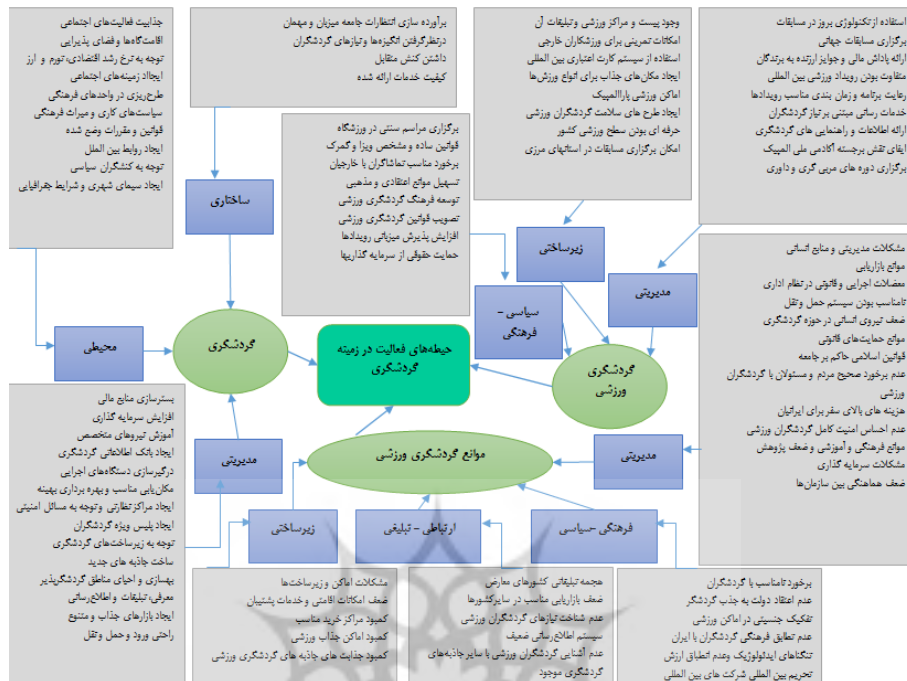 استفاده از تکنولوژی بروز در مسابقات
برگزاری مسابقات جهانی
ارائه پاداش مالی و جوایز ارزنده به برندگان
متفاوت بودن رویداد ورزشی بین المللی
رعایت برنامه و زمان بندی مناسب رویدادها
خدمات رسانی مبتنی بر نیاز گردشگران
ارائه اطلاعات و راهنمایی های گردشگری
ایفای نقش برجسته آکادمی ملی المپیک
برگزاری دوره های مربی گری و داوری
وجود پیست و مراکز ورزشی و تبلیغات آن
امکانات تمرینی برای ورزشکاران خارجی
استفاده از سیستم کارت اعتباری بین المللی
ایجاد مکان‌های جذاب برای انواع ورزش‌ها
اماکن ورزشی پاراالمپیک
ایجاد طرح های سلامت گردشگران ورزشی
حرفه ای بودن سطح ورزشی کشور
امکان برگزاری مسابقات در استانهای مرزی
برآورده سازی انتظارات جامعه میزبان و مهمان
درنظرگرفتن انگیزه‌ها و نیازهای گردشگران
داشتن کنش متقابل
کیفیت خدمات ارائه شده
جذابیت فعالیت‌های اجتماعی
اقامتگاه‌ها و فضای پذیرایی
توجه به نرخ رشد اقتصادی، تورم و ارز
ایجااد زمینه‌های اجتماعی
طرح‌ریزی در واحدهای فرهنگی
سیاست‌های کاری و میراث فرهنگی
قوانین و مقررات وضع شده
ایجاد روابط بین الملل
توجه به کنشگران سیاسی
ایجاد سیمای شهری و شرایط جغرافیایی
برگزاری مراسم سنتی در ورزشگاه
قوانین ساده و مشخص ویزا و گمرک
برخورد مناسب تماشاگران با خارجیان
تسهیل موانع اعتقادی و مذهبی
توسعه فرهنگ گردشگری ورزشی
تصویب قوانین گردشگری ورزشی
افزایش پذیرش میزبانی رویدادها
حمایت حقوقی از سرمایه گذاریها
ساختاری
زیرساختی
مدیریتی
سیاسی -
فرهنگی
محیطی
گردشگری
حیطه‌های فعالیت در زمینه
گردشگری
گردشگری
ورزشی
مشکلات مدیریتی و منابع انسانی
موانع بازاریابی
معضلات اجرایی و قانونی در نظام اداری
نامناسب بودن سیستم حمل و نقل
ضعف نیروی انسانی در حوزه گردشگری
موانع حمایت‌های قانونی
قوانین اسلامی حاکم بر جامعه
عدم برخورد صحیح مردم و مسئولان با گردشگران
ورزشی
هزینه های بالای سفر برای ایرانیان
عدم احساس امنیت کامل گردشگران ورزشی
موانع فرهنگی و آموزشی و ضعف پژوهش
مشکلات سرمایه گذاری
ضعف هماهنگی بین سازمان‌ها
بسترسازی منابع مالی
افزایش سرمایه گذاری
آموزش نیروهای متخصص
ایجاد بانک اطلاعاتی گردشگری
درگیرسازی دستگاه‌های اجرایی
مکان‌یابی مناسب و بهره برداری بهینه
ایجاد مراکز نظارتی و توجه به مسائل امنیتی
ایجاد پلیس ویژه گردشگران
توجه به زیرساخت‌های گردشگری
ساخت جاذبه های جدید
بهسازی و احیای مناطق گردشگرپذیر
معرفی، تبلیغات و اطلاع‌رسانی
ایجاد بازارهای جذاب و متنوع
راحتی ورود و حمل و نقل
مدیریتی
موانع گردشگری ورزشی
مدیریتی
زیرساختی
ارتباطی - تبلیغی
فرهنگی -سیاسی
برخورد نامناسب با گردشگران
عدم اعتقاد دولت به جذب گردشگر
تفکیک جنسیتی در اماکن ورزشی
عدم تطابق فرهنگی گردشگران با ایران
تنگناهای ایدئولوژیک وعدم انطباق ارزش
تحریم بین المللی شرکت های بین المللی
هجمه تبلیغاتی کشورهای معارض
ضعف بازاریابی مناسب در سایرکشورها
عدم شناخت نیازهای گردشگران ورزشی
سیستم اطلاع‌رسانی ضعیف
عدم آشنایی گردشگران ورزشی با سایر جاذبه‌های
گردشگری موجود
مشکلات اماکن و زیرساخت‌ها
ضعف امکانات اقامتی و خدمات پشتیبان
کمبود مراکز خرید مناسب
کمبود اماکن جذاب ورزشی
کمبود جذابت های جاذبه های گردشگری ورزشی